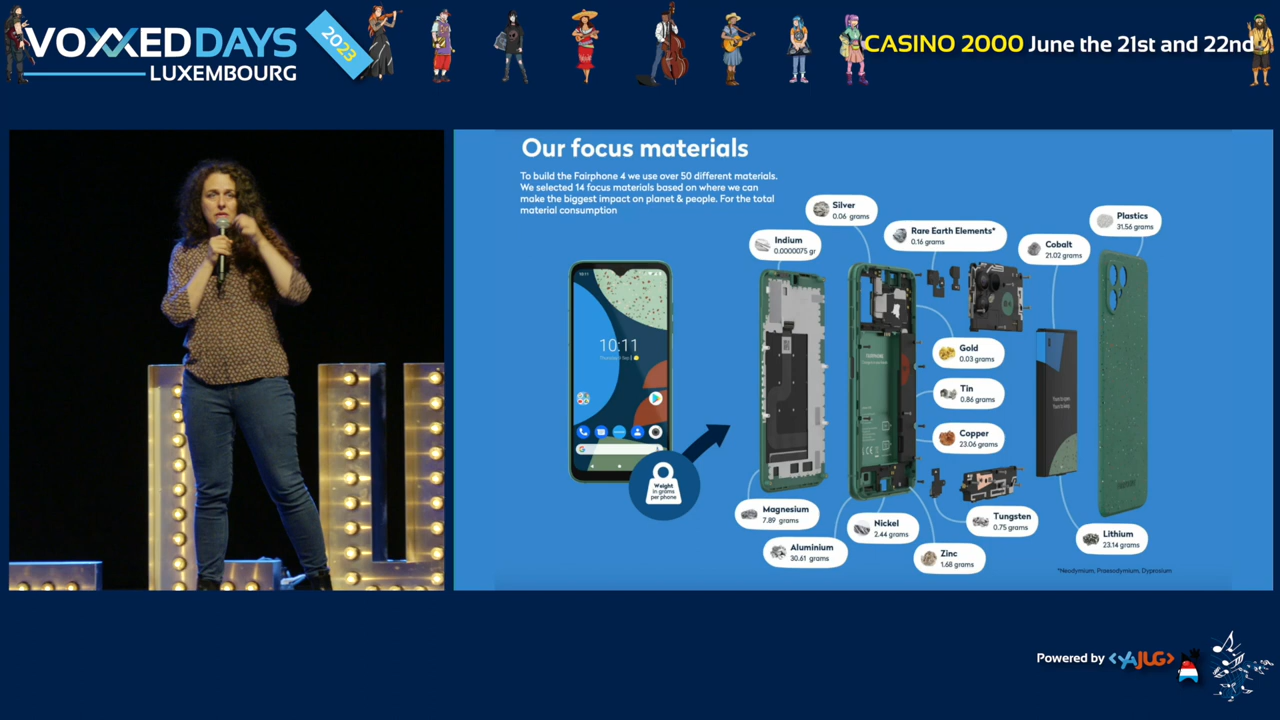 VOXXED DAYS
2023
LUXEMBOURG
CASINO 2000 June the 21st and 22nd
Our focus materials
To build the Fairphone 4 we use over 50 different materials.
We selected 14 focus materials based on where we can
make the biggest impact on planet & people. For the total
material consumption
Silver
0.06 grams
Plastics
31.56 grams
Rare Earth Elements*
0.16 grams
Indium
0.0000075 gr
Cobalt
21.02 grams
10:11
Gold
0.03 grams
Tin
0.86 grams
Copper
23.06 grams
Weight
in grams
per phone
Magnesium
7.89 grams
Nickel
2.44 grams
Tungsten
0.75 grams
Aluminium
30.61 grams
Zinc
1.68 grams
Lithium
23.14 grams
*Neodymium, Praesodymium, Dyprosium
Powered by <YAJUG>